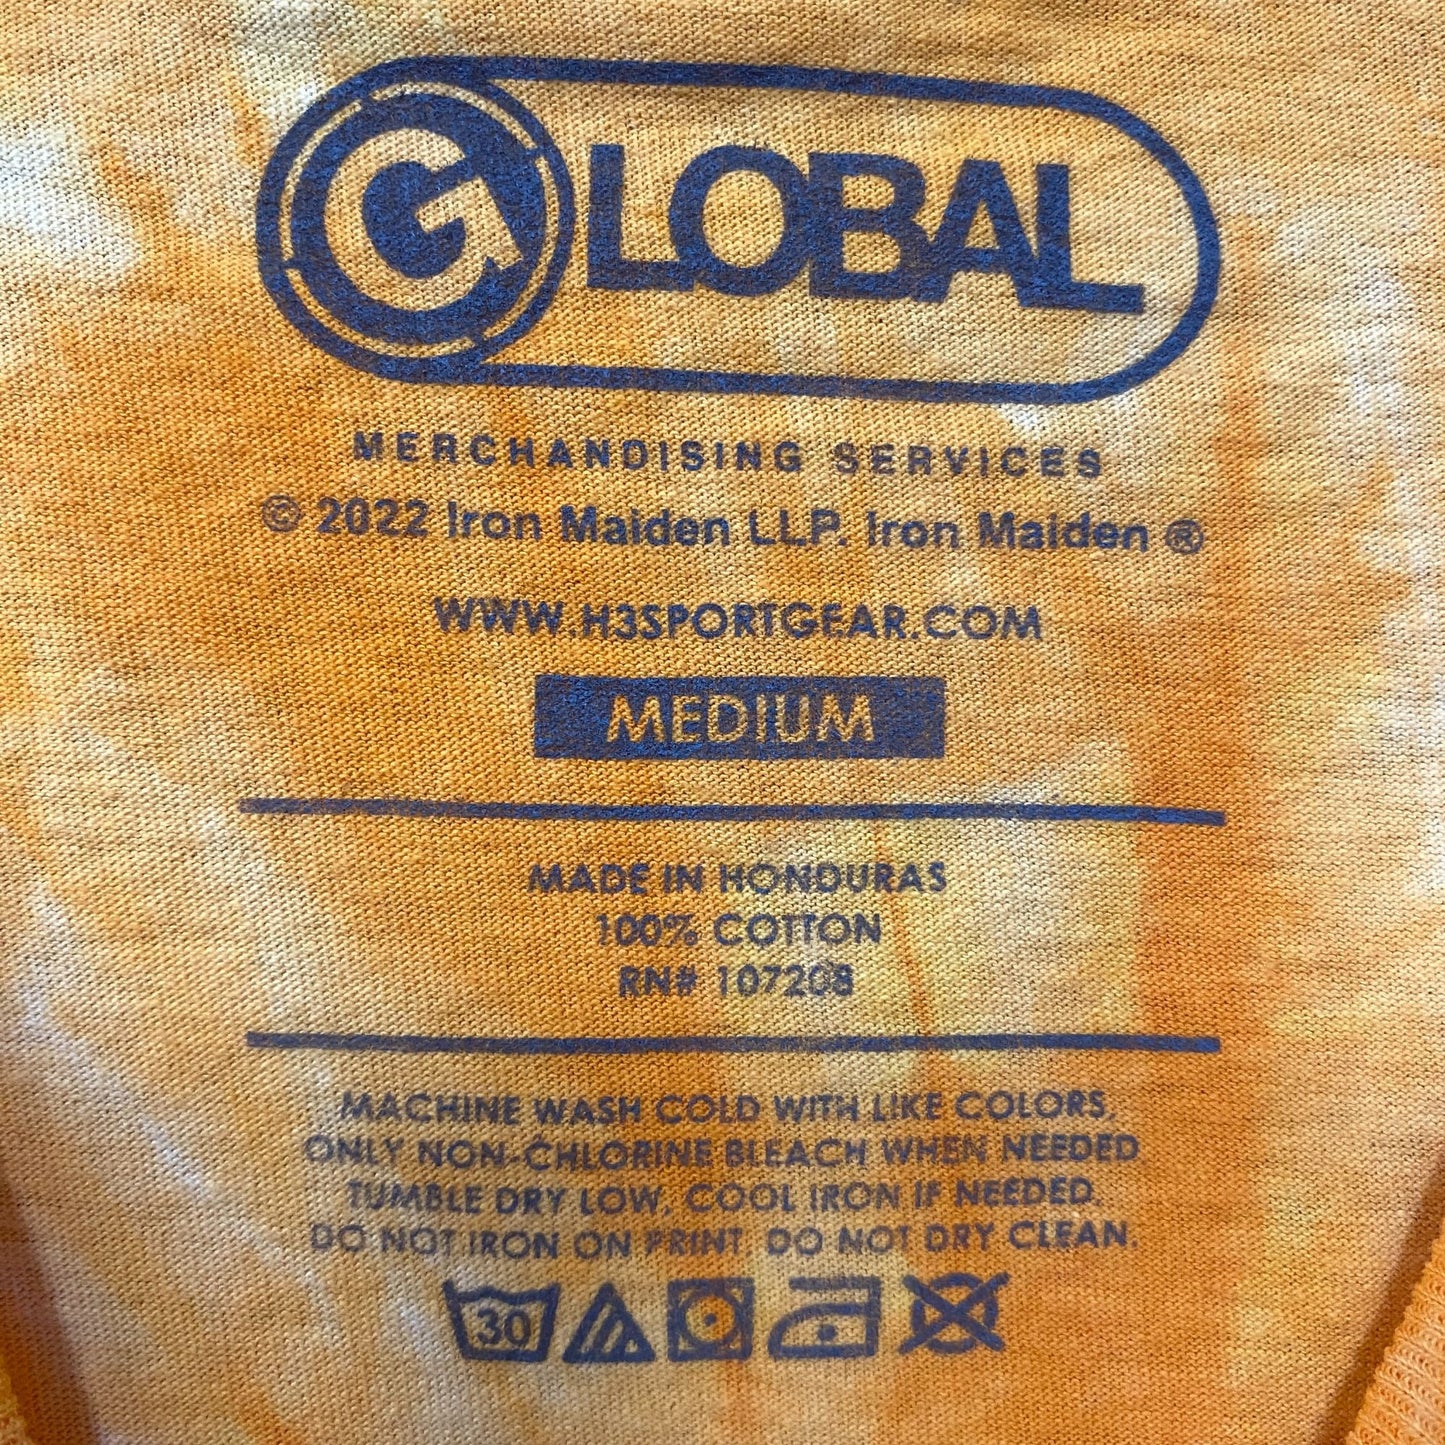 GLOBAL
MERCHANDISING SERVICES
© 2022 Iron Maiden LLP. Iron Maiden ®
WWW.H3SPORTGEAR.COM
MEDIUM
MADE IN HONDURAS
100% COTTON
RN# 107208
MACHINE WASH COLD WITH LIKE COLORS.
ONLY NON-CHLORINE BLEACH WHEN NEEDED
TUMBLE DRY LOW. COOL IRON IF NEEDED.
DO NOT IRON ON PRINT. DO NOT DRY CLEAN.
30